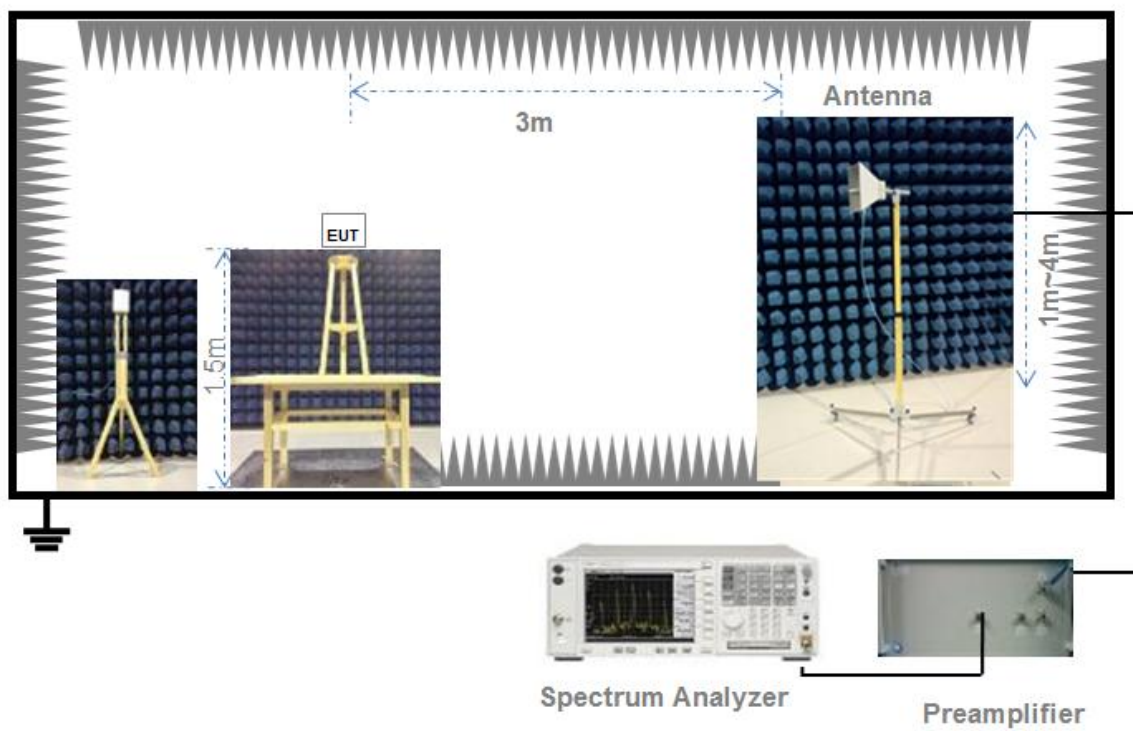 Antenna
3m
EUT
1.5m
1m~4m
Spectrum Analyzer
Preamplifier